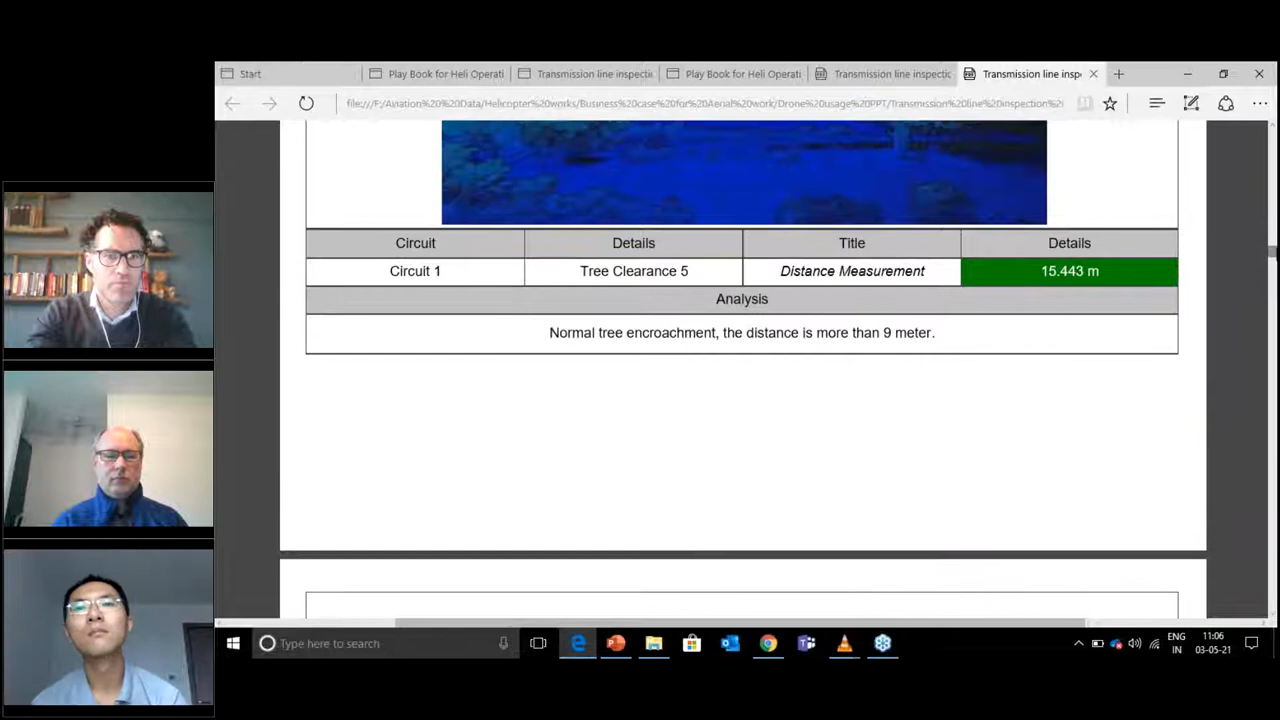 Start
Play Book for Heli Operati
Transmission line inspectic
Play Book for Heli Operati
Transmission line inspectic
Transmission line inspe
file:///F:/Aviation%20%20Data/Helicopter%20works/Business%20case%20for%20Aerial%20work/Drone%20usage%20PPT/Transmission%20line%20inspection%2
Circuit Details Title Details
Circuit 1 Tree Clearance 5 Distance Measurement 15.443 m
Analysis
Normal tree encroachment, the distance is more than 9 meter.
Type here to search
ENG 11:06
IN 03-05-21